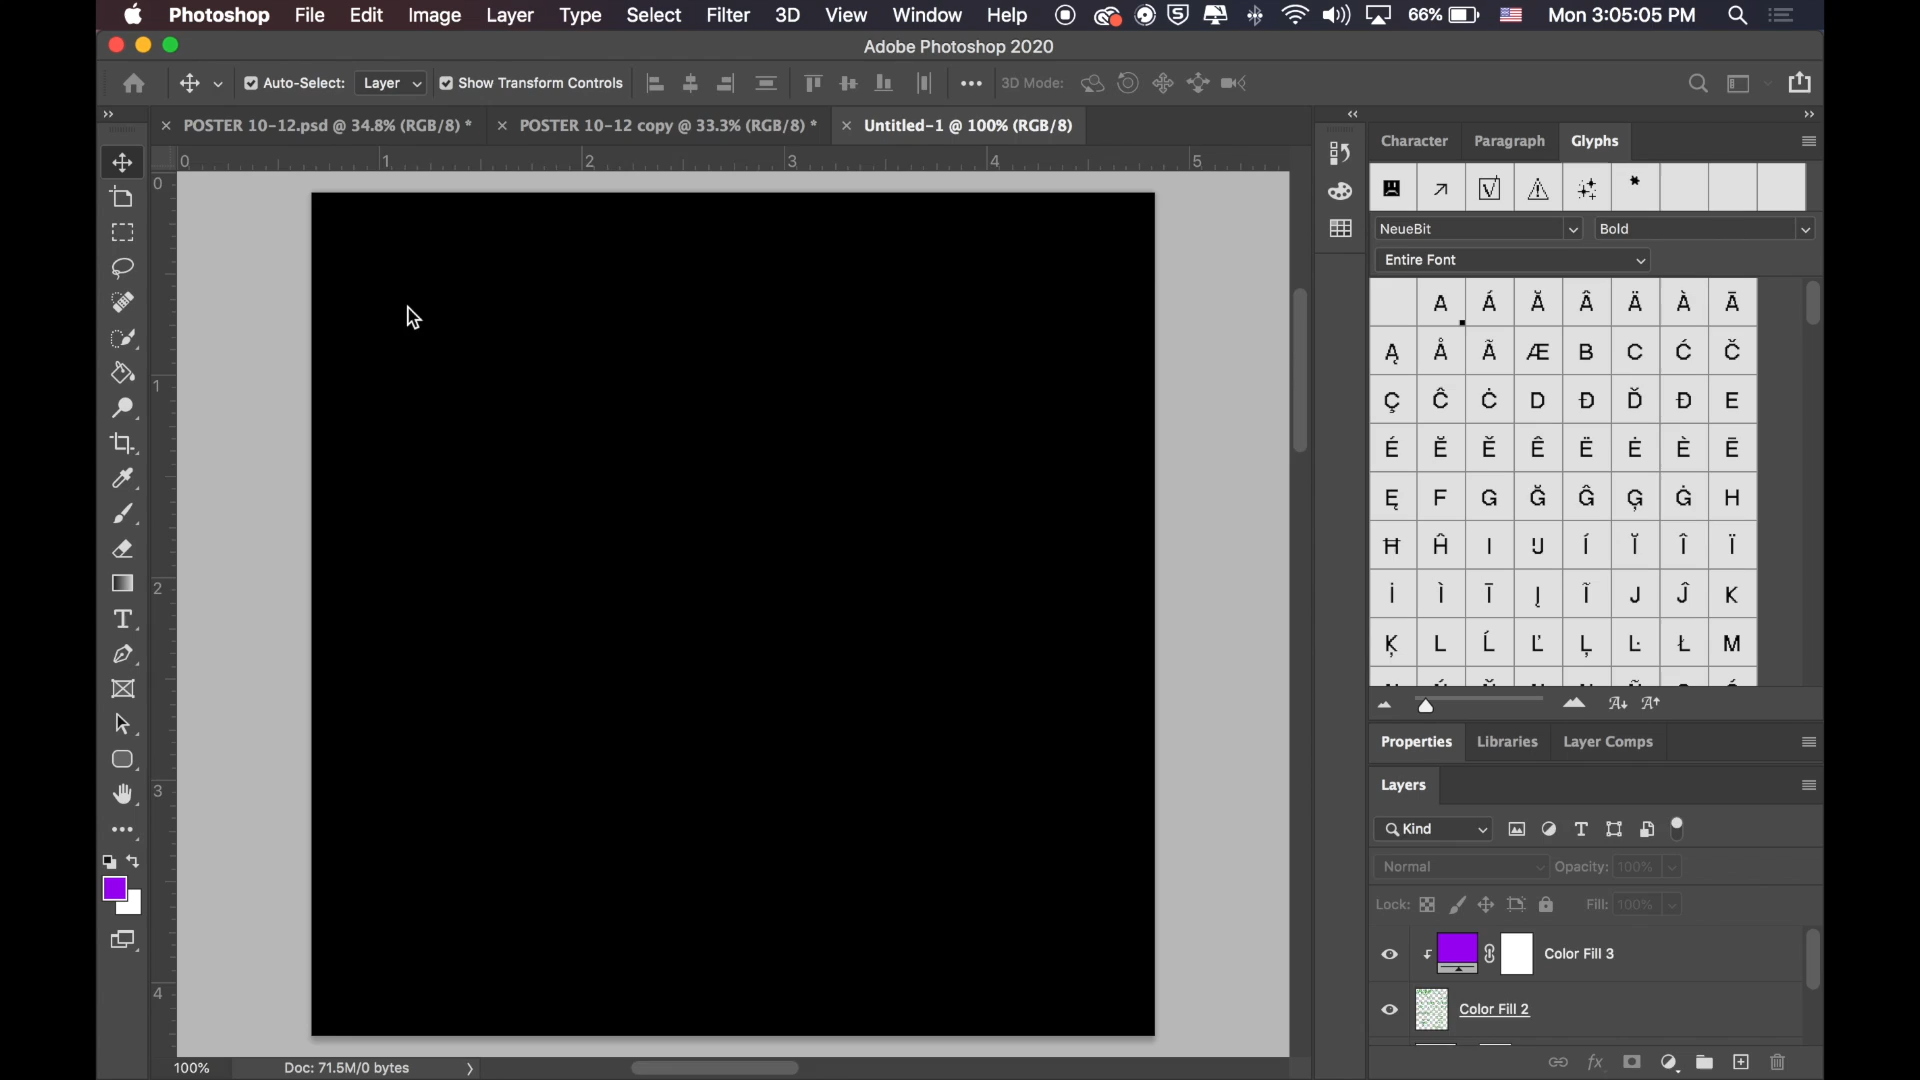 Photoshop File Edit Image Layer Type Select Filter 3D View Window Help 66% Mon 3:05:05 PM
Adobe Photoshop 2020
Auto-Select: Layer Show Transform Controls 3D Mode:
POSTER 10-12.psd @ 34.8% (RGB/8) * POSTER 10-12 copy @ 33.3% (RGB/8) * Untitled-1 @ 100% (RGB/8)
0 1 2 3 4 5
0
1
2
3
4
Character Paragraph Glyphs
NeueBit Bold
Entire Font
A Á Ă Â Ä À Ā
Ą Å Ã Æ B C Ć Č
Ç Ĉ Ċ D Đ Ď Đ E
É Ĕ Ě Ê Ë Ė È Ē
Ę F G Ğ Ĝ Ģ Ġ H
Ħ Ĥ I Í Ĭ Î Ï
İ Ì Ī Į Ĩ J Ĵ K
Ķ L Ĺ Ľ Ļ Ŀ Ł M
Properties Libraries Layer Comps
Layers
Kind
Normal Opacity: 100%
Lock: Fill: 100%
Color Fill 3
Color Fill 2
100% Doc: 71.5M/0 bytes